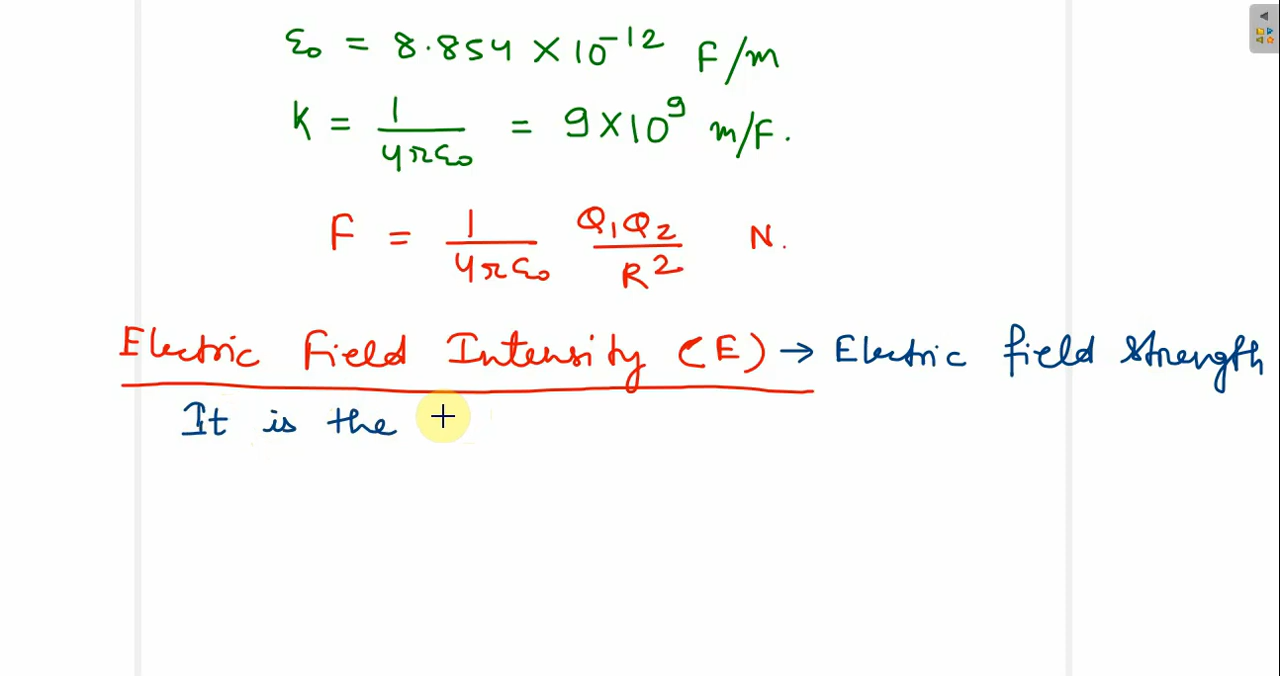 ε₀ = 8.854 × 10⁻¹² F/m
K = 1/4πε₀ = 9×10⁹ m/F.
F = 1/4πε₀ Q₁Q₂/R² N.
Electric Field Intensity (E) → Electric field strength
It is the